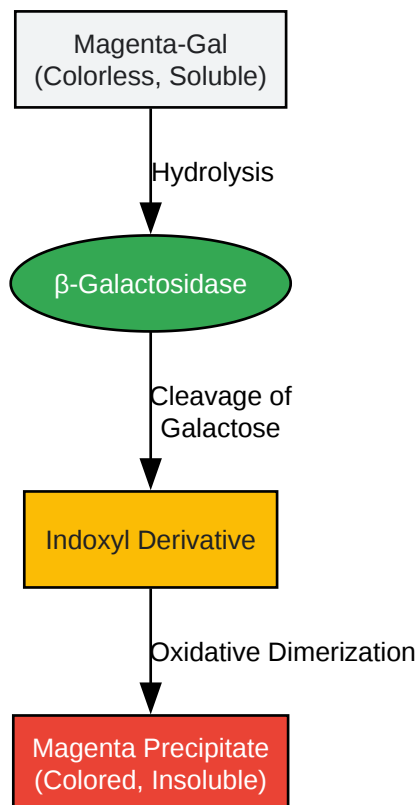 Magenta-Gal
(Colorless, Soluble)
Hydrolysis
β-Galactosidase
Cleavage of
Galactose
Indoxyl Derivative
Oxidative Dimerization
Magenta Precipitate
(Colored, Insoluble)